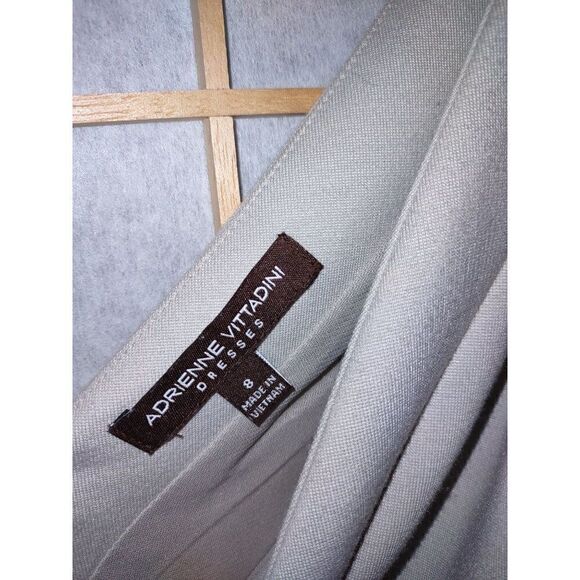 ADRIENNE VITTADINI
DRESSES
8
MADE IN
VIETNAM